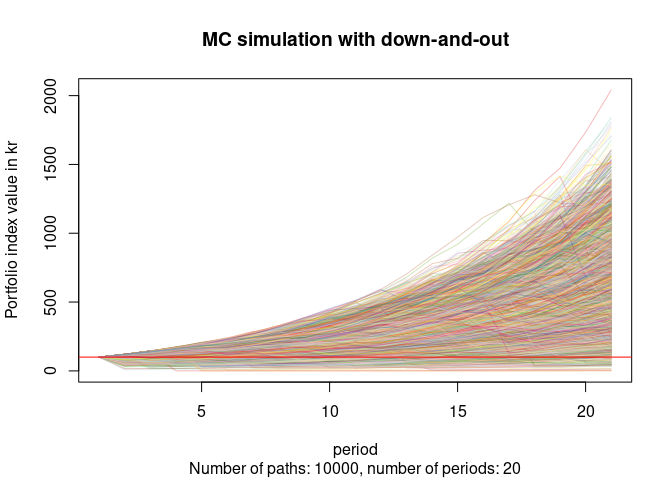 MC simulation with down-and-out
Portfolio index value in kr
2000
1500
1000
500
0
5 10 15 20
period
Number of paths: 10000, number of periods: 20